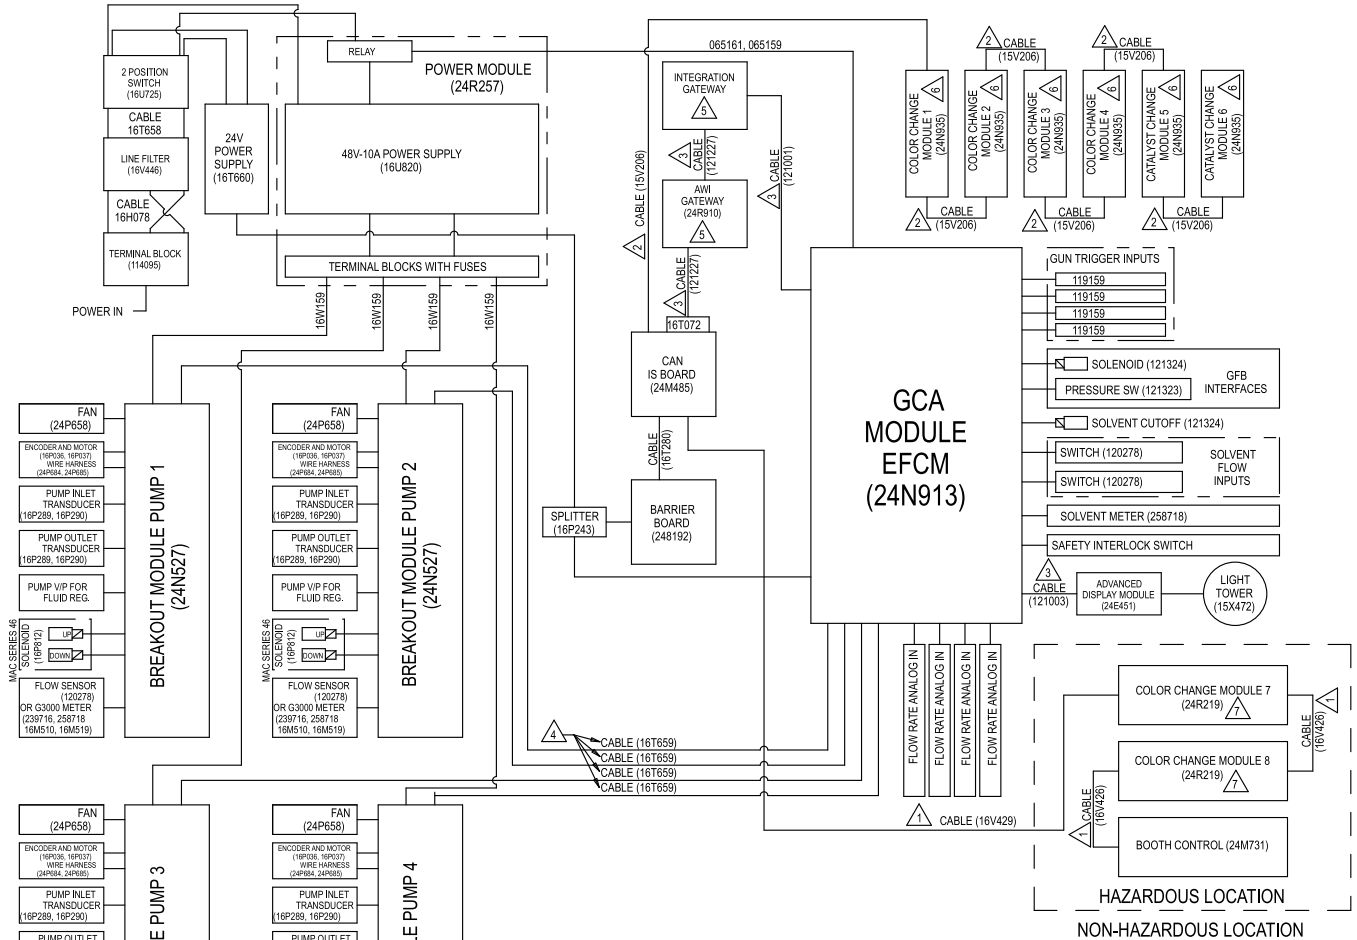 2 POSITION
SWITCH
(16U725)
CABLE
16T658
LINE FILTER
(16V446)
CABLE
16H078
TERMINAL BLOCK
(114095)
POWER IN
24V
POWER
SUPPLY
(16T660)
RELAY
POWER MODULE
(24R257)
48V-10A POWER SUPPLY
(16U820)
TERMINAL BLOCKS WITH FUSES
16W159
16W159
16W159
16W159
065161, 065159
INTEGRATION
GATEWAY
5
3
CABLE
(121227)
AWI
GATEWAY
(24R910)
5
3
CABLE
(121001)
2
CABLE (15V206)
3
CABLE
(121227)
16T072
CAN
IS BOARD
(24M485)
CABLE
(16T280)
BARRIER
BOARD
(248192)
SPLITTER
(16P243)
2
CABLE
(15V206)
2
CABLE
(15V206)
COLOR CHANGE
MODULE 1
(24N935)
6
COLOR CHANGE
MODULE 2
(24N935)
6
COLOR CHANGE
MODULE 3
(24N935)
6
COLOR CHANGE
MODULE 4
(24N935)
6
CATALYST CHANGE
MODULE 5
(24N935)
6
CATALYST CHANGE
MODULE 6
(24N935)
6
2
CABLE
(15V206)
2
CABLE
(15V206)
2
CABLE
(15V206)
GCA
MODULE
EFCM
(24N913)
GUN TRIGGER INPUTS
119159
119159
119159
119159
SOLENOID (121324)
PRESSURE SW (121323)
GFB
INTERFACES
SOLVENT CUTOFF (121324)
SWITCH (120278)
SWITCH (120278)
SOLVENT
FLOW
INPUTS
SOLVENT METER (258718)
SAFETY INTERLOCK SWITCH
3
CABLE
(121003)
ADVANCED
DISPLAY MODULE
(24E451)
LIGHT
TOWER
(15X472)
FAN
(24P658)
ENCODER AND MOTOR
(16P036, 16P037)
WIRE HARNESS
(24P684, 24P685)
PUMP INLET
TRANSDUCER
(16P289, 16P290)
PUMP OUTLET
TRANSDUCER
(16P289, 16P290)
PUMP V/P FOR
FLUID REG.
MAC SERIES 46
SOLENOID
(16P812)
UP
DOWN
FLOW SENSOR
(120278)
OR G3000 METER
(239716, 258718
16M510, 16M519)
BREAKOUT MODULE PUMP 1
(24N527)
FAN
(24P658)
ENCODER AND MOTOR
(16P036, 16P037)
WIRE HARNESS
(24P684, 24P685)
PUMP INLET
TRANSDUCER
(16P289, 16P290)
PUMP OUTLET
TRANSDUCER
(16P289, 16P290)
PUMP V/P FOR
FLUID REG.
MAC SERIES 46
SOLENOID
(16P812)
UP
DOWN
FLOW SENSOR
(120278)
OR G3000 METER
(239716, 258718
16M510, 16M519)
BREAKOUT MODULE PUMP 2
(24N527)
4
CABLE (16T659)
CABLE (16T659)
CABLE (16T659)
CABLE (16T659)
FLOW RATE ANALOG IN
FLOW RATE ANALOG IN
FLOW RATE ANALOG IN
FLOW RATE ANALOG IN
1
CABLE (16V429)
COLOR CHANGE MODULE 7
(24R219)
7
1
CABLE
(16V426)
COLOR CHANGE MODULE 8
(24R219)
7
1
CABLE
(16V426)
BOOTH CONTROL (24M731)
HAZARDOUS LOCATION
NON-HAZARDOUS LOCATION
FAN
(24P658)
ENCODER AND MOTOR
(16P036, 16P037)
WIRE HARNESS
(24P684, 24P685)
PUMP INLET
TRANSDUCER
(16P289, 16P290)
PUMP OUTLET
E PUMP 3
FAN
(24P658)
ENCODER AND MOTOR
(16P036, 16P037)
WIRE HARNESS
(24P684, 24P685)
PUMP INLET
TRANSDUCER
(16P289, 16P290)
PUMP OUTLET
LE PUMP 4